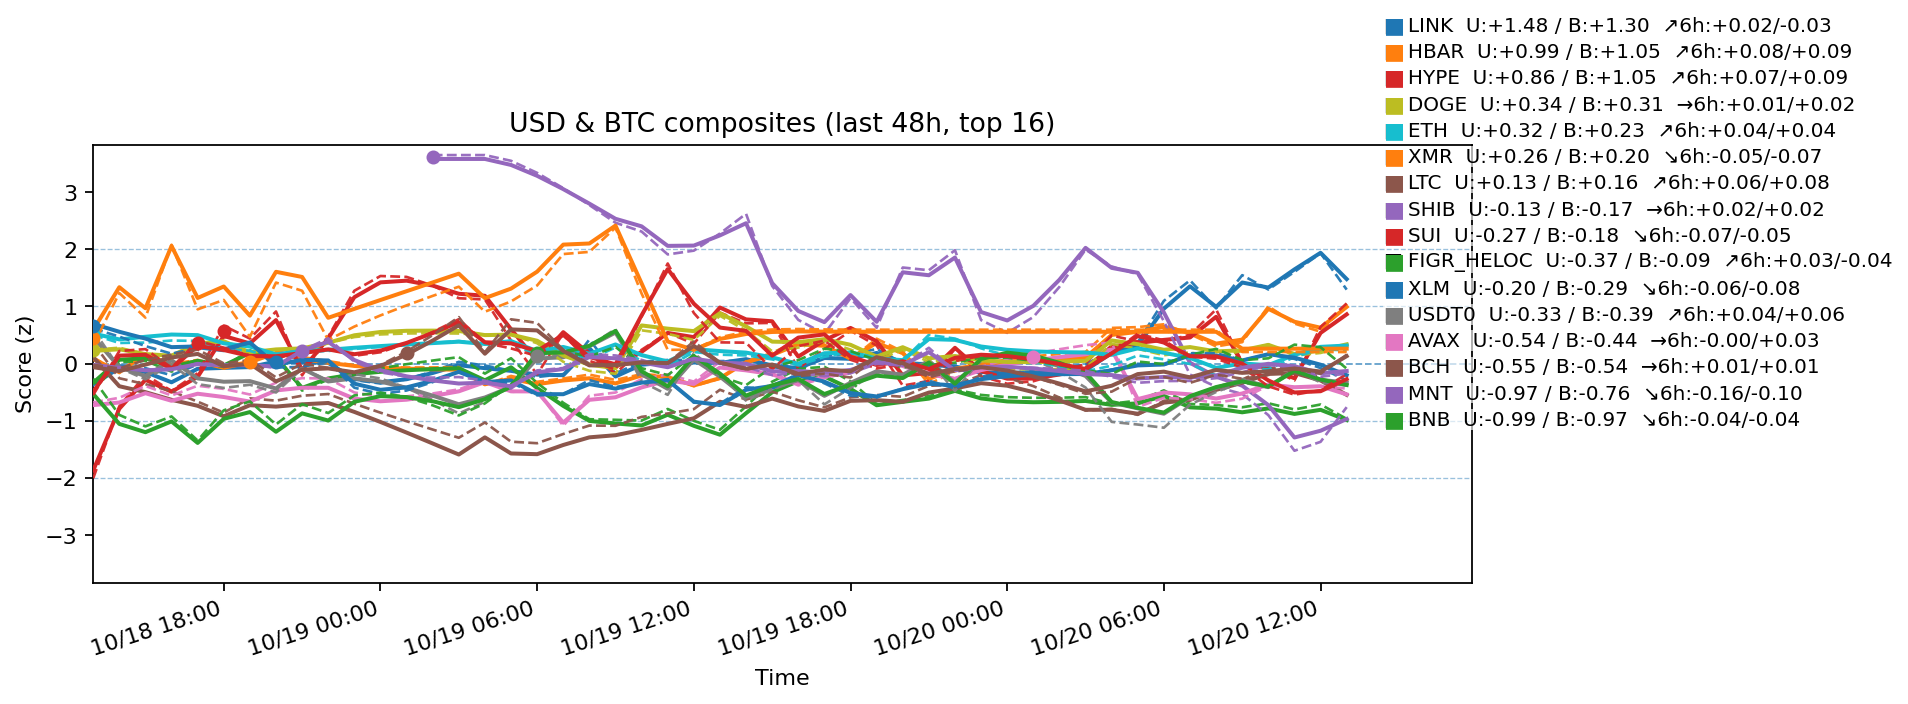 LINK  U:+1.48 / B:+1.30  ↗6h:+0.02/-0.03
HBAR  U:+0.99 / B:+1.05  ↗6h:+0.08/+0.09
HYPE  U:+0.86 / B:+1.05  ↗6h:+0.07/+0.09
DOGE  U:+0.34 / B:+0.31  →6h:+0.01/+0.02
ETH  U:+0.32 / B:+0.23  ↗6h:+0.04/+0.04
XMR  U:+0.26 / B:+0.20  ↘6h:-0.05/-0.07
LTC  U:+0.13 / B:+0.16  ↗6h:+0.06/+0.08
SHIB  U:-0.13 / B:-0.17  →6h:+0.02/+0.02
SUI  U:-0.27 / B:-0.18  ↘6h:-0.07/-0.05
FIGR_HELOC  U:-0.37 / B:-0.09  ↗6h:+0.03/-0.04
XLM  U:-0.20 / B:-0.29  ↘6h:-0.06/-0.08
USDT0  U:-0.33 / B:-0.39  ↗6h:+0.04/+0.06
AVAX  U:-0.54 / B:-0.44  →6h:-0.00/+0.03
BCH  U:-0.55 / B:-0.54  →6h:+0.01/+0.01
MNT  U:-0.97 / B:-0.76  ↘6h:-0.16/-0.10
BNB  U:-0.99 / B:-0.97  ↘6h:-0.04/-0.04
USD & BTC composites (last 48h, top 16)
Score (z)
3
2
1
0
−1
−2
−3
10/18 18:00
10/19 00:00
10/19 06:00
10/19 12:00
10/19 18:00
10/20 00:00
10/20 06:00
10/20 12:00
Time